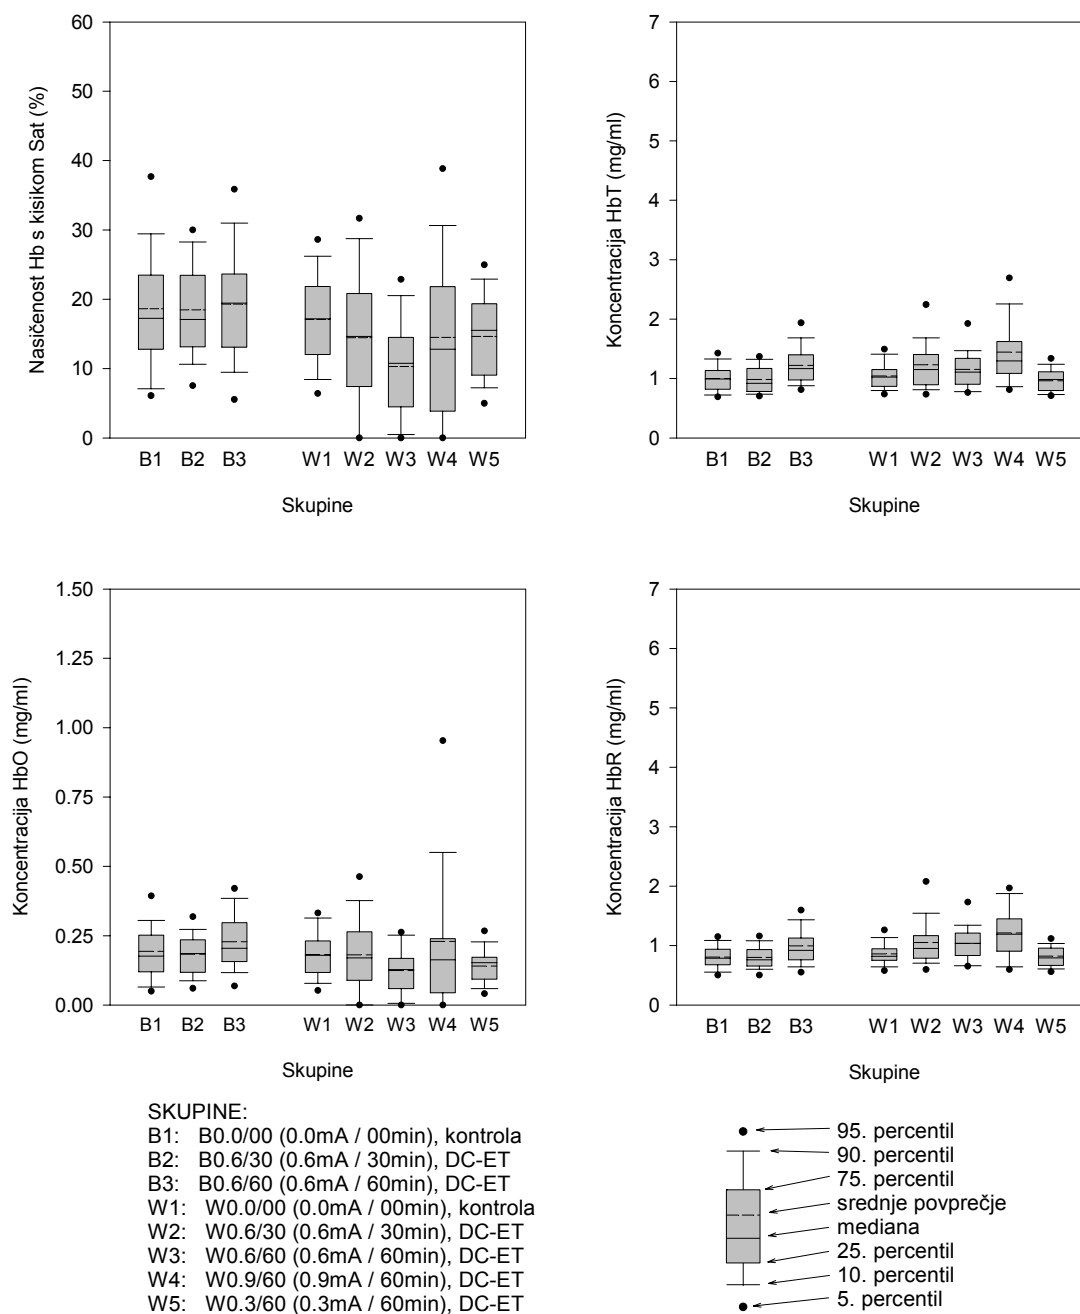 Nasičenost Hb s kisikom Sat (%)
60
50
40
30
20
10
0
B1 B2 B3 W1 W2 W3 W4 W5
Skupine
Koncentracija HbT (mg/ml)
7
6
5
4
3
2
1
0
B1 B2 B3 W1 W2 W3 W4 W5
Skupine
Koncentracija HbO (mg/ml)
1.50
1.25
1.00
0.75
0.50
0.25
0.00
B1 B2 B3 W1 W2 W3 W4 W5
Skupine
Koncentracija HbR (mg/ml)
7
6
5
4
3
2
1
0
B1 B2 B3 W1 W2 W3 W4 W5
Skupine
SKUPINE:
B1: B0.0/00 (0.0mA / 00min), kontrola
B2: B0.6/30 (0.6mA / 30min), DC-ET
B3: B0.6/60 (0.6mA / 60min), DC-ET
W1: W0.0/00 (0.0mA / 00min), kontrola
W2: W0.6/30 (0.6mA / 30min), DC-ET
W3: W0.6/60 (0.6mA / 60min), DC-ET
W4: W0.9/60 (0.9mA / 60min), DC-ET
W5: W0.3/60 (0.3mA / 60min), DC-ET
95. percentil
90. percentil
75. percentil
srednje povprečje
mediana
25. percentil
10. percentil
5. percentil